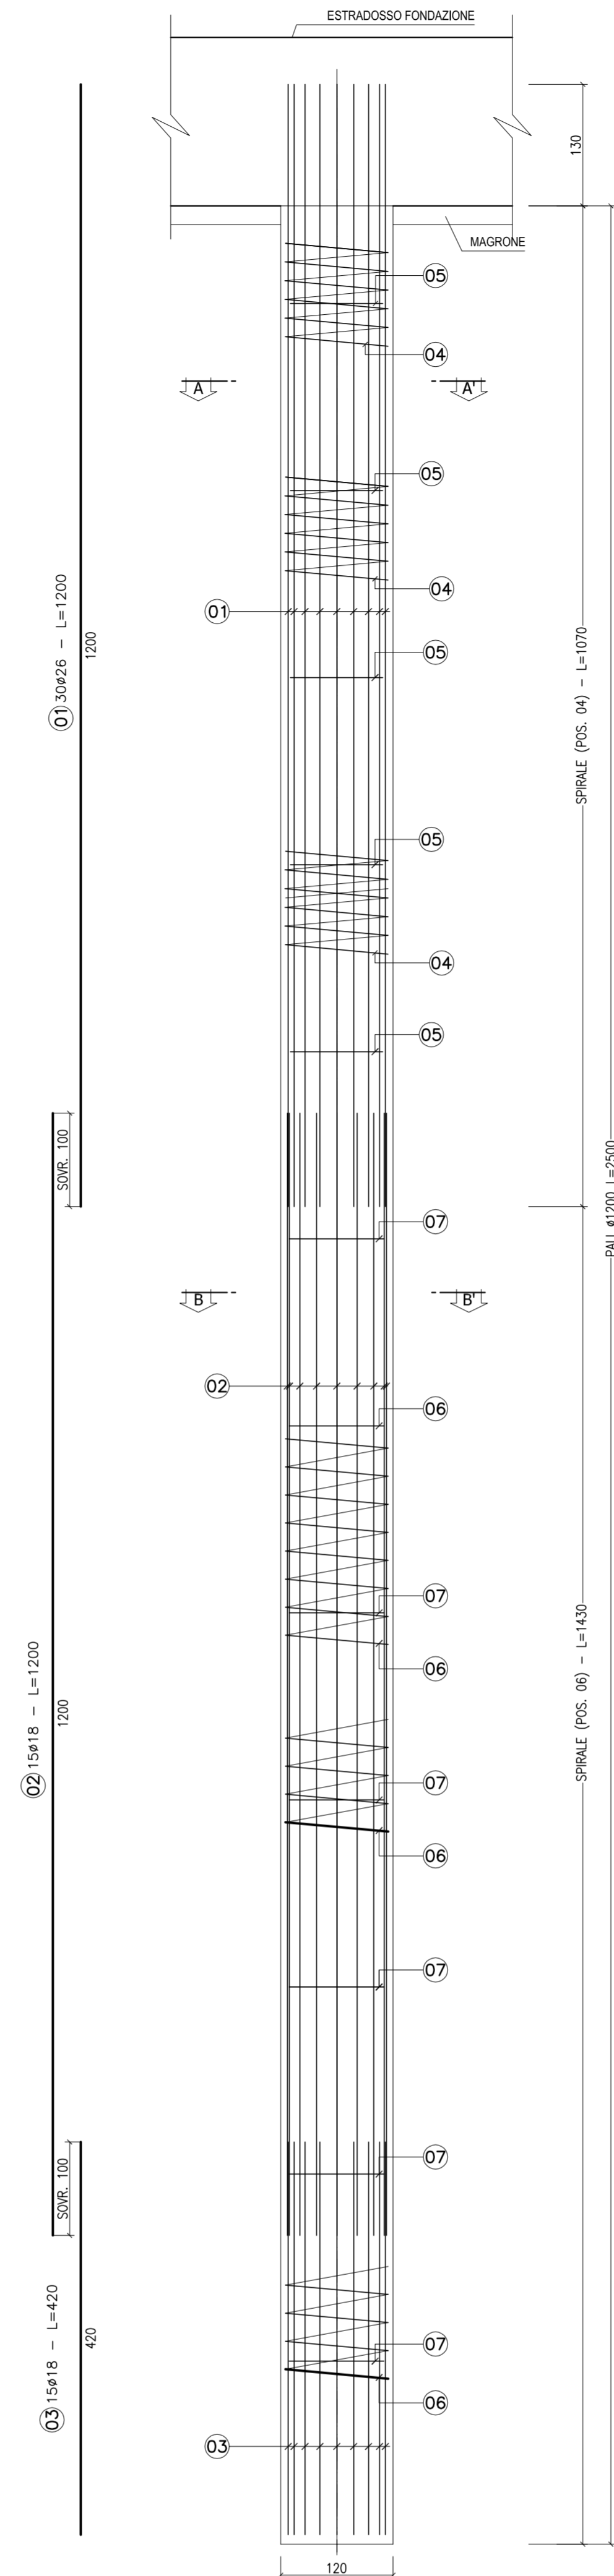 ESTRADOSSO FONDAZIONE
130
MAGRONE
05
04
A
A'
05
04
01 30ø26 - L=1200
1200
01
05
SPIRALE (POS. 04) - L=1070
05
04
05
SOVR. 100
PALI ø1200 L=2500
07
B
B'
02
06
07
06
02 15ø18 - L=1200
1200
SPIRALE (POS. 06) - L=1430
07
06
07
SOVR. 100
07
03 15ø18 - L=420
420
07
06
03
120